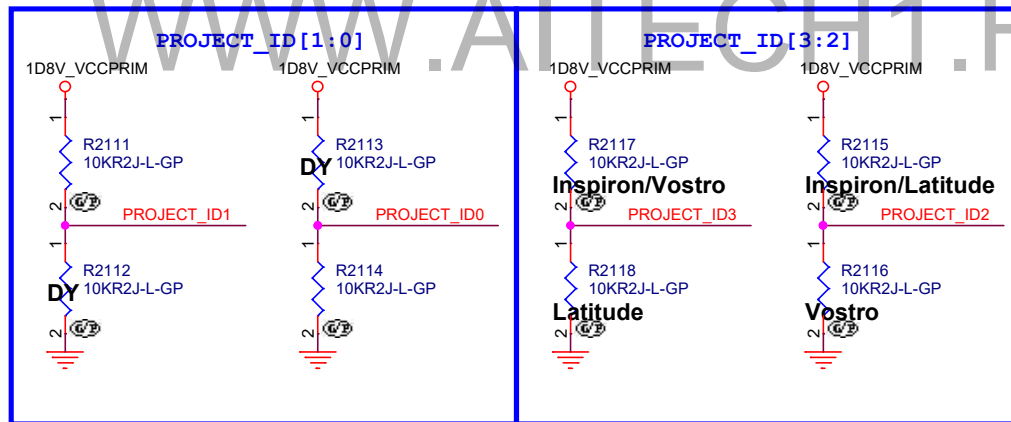 WWW.AITECH1.
PROJECT_ID[1:0]
1D8V_VCCPRIM
1D8V_VCCPRIM
1
R2111
10KR2J-L-GP
2
PROJECT_ID1
1
R2113
DY
10KR2J-L-GP
2
PROJECT_ID0
1
R2112
DY
10KR2J-L-GP
2
1
R2114
10KR2J-L-GP
2
PROJECT_ID[3:2]
1D8V_VCCPRIM
1D8V_VCCPRIM
1
R2117
10KR2J-L-GP
Inspiron/Vostro
2
PROJECT_ID3
1
R2115
10KR2J-L-GP
Inspiron/Latitude
2
PROJECT_ID2
1
R2118
10KR2J-L-GP
Latitude
2
1
R2116
10KR2J-L-GP
Vostro
2